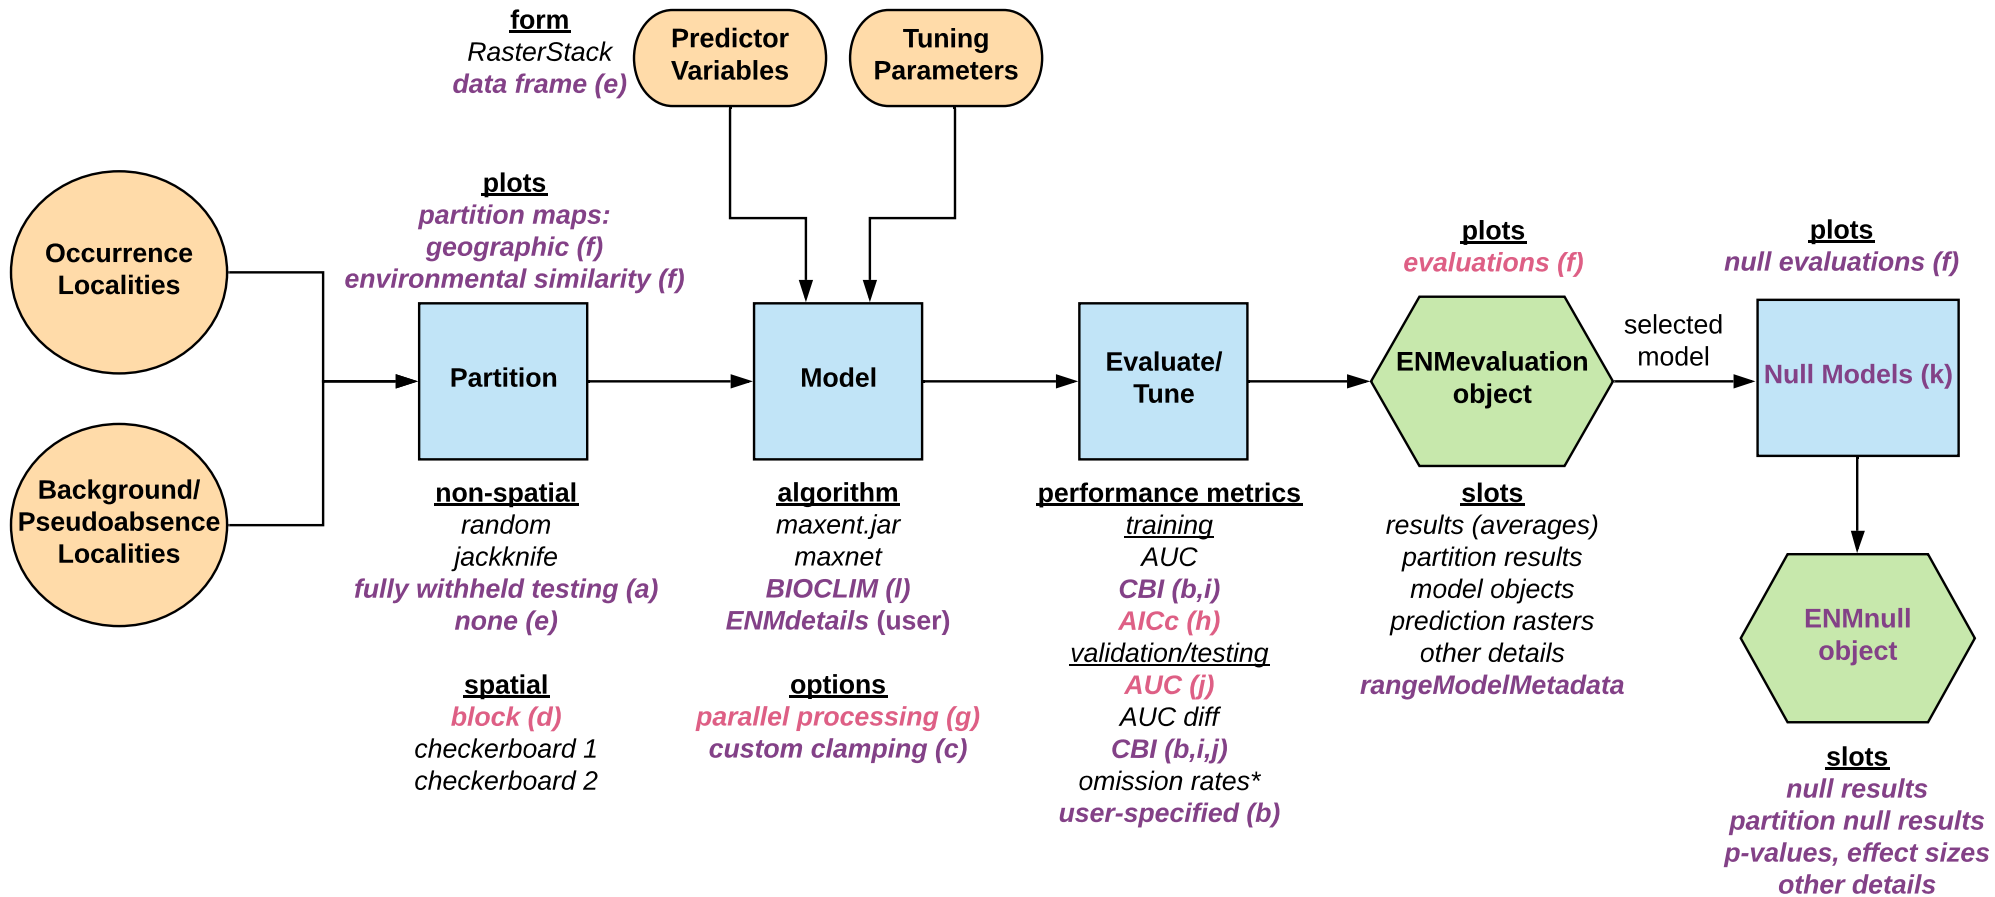 form
RasterStack
data frame (e)
Predictor
Variables
Tuning
Parameters
Occurrence
Localities
Background/
Pseudoabsence
Localities
plots
partition maps:
geographic (f)
environmental similarity (f)
Partition
non-spatial
random
jackknife
fully withheld testing (a)
none (e)
spatial
block (d)
checkerboard 1
checkerboard 2
Model
algorithm
maxent.jar
maxnet
BIOCLIM (l)
ENMdetails (user)
options
parallel processing (g)
custom clamping (c)
Evaluate/
Tune
performance metrics
training
AUC
CBI (b,i)
AICc (h)
validation/testing
AUC (j)
AUC diff
CBI (b,i,j)
omission rates*
user-specified (b)
plots
evaluations (f)
ENMevaluation
object
slots
results (averages)
partition results
model objects
prediction rasters
other details
rangeModelMetadata
selected
model
plots
null evaluations (f)
Null Models (k)
ENMnull
object
slots
null results
partition null results
p-values, effect sizes
other details